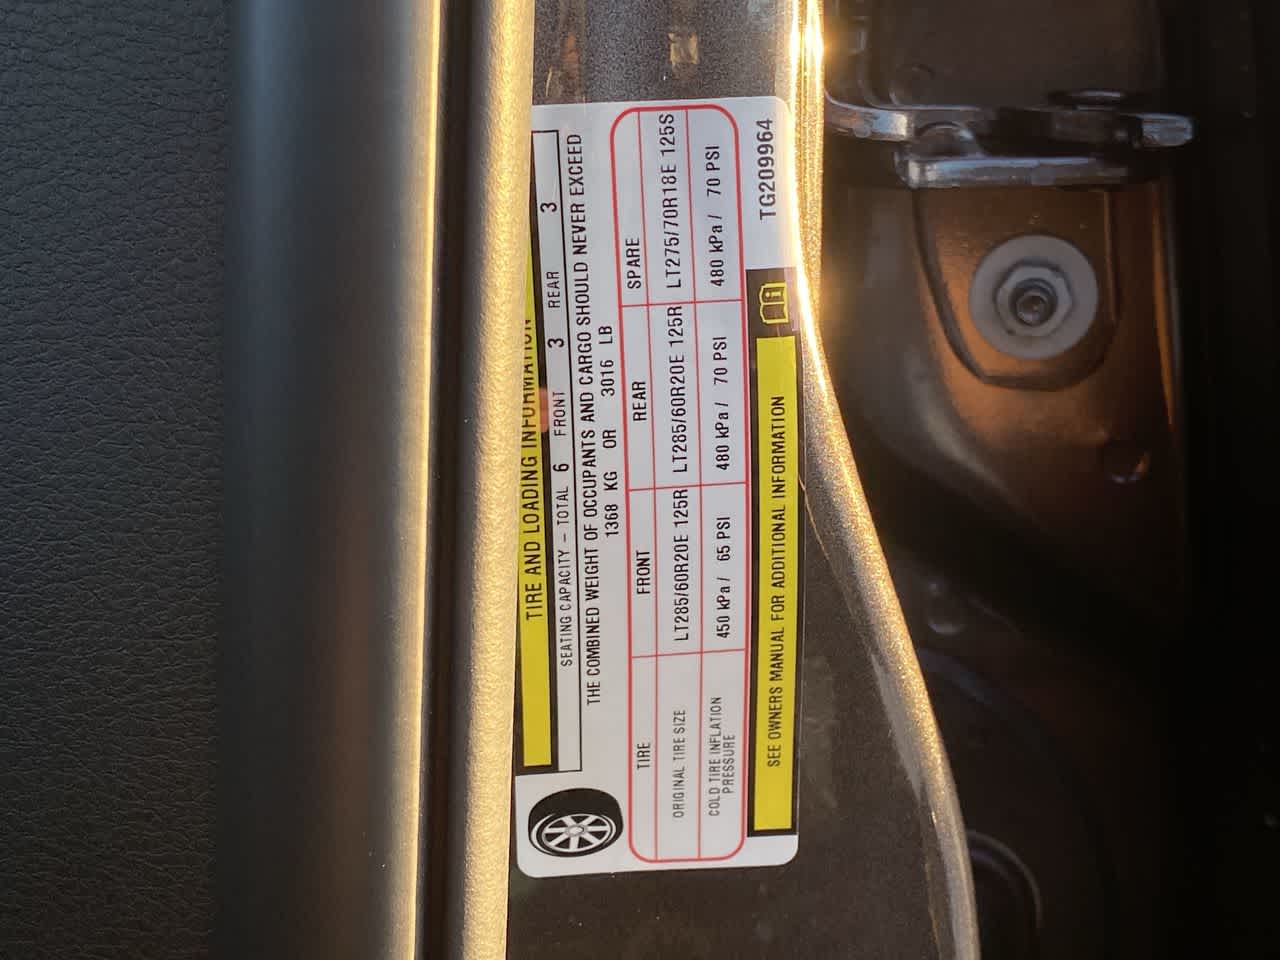 TIRE AND LOADING INFORMATION
SEATING CAPACITY – TOTAL 6 FRONT 3 REAR 3
THE COMBINED WEIGHT OF OCCUPANTS AND CARGO SHOULD NEVER EXCEED
1368 KG OR 3016 LB
TIRE FRONT REAR SPARE
ORIGINAL TIRE SIZE LT285/60R20E 125R LT285/60R20E 125R LT275/70R18E 125S
COLD TIRE INFLATION
PRESSURE 450 kPa / 65 PSI 480 kPa / 70 PSI 480 kPa / 70 PSI
SEE OWNERS MANUAL FOR ADDITIONAL INFORMATION
TG209964